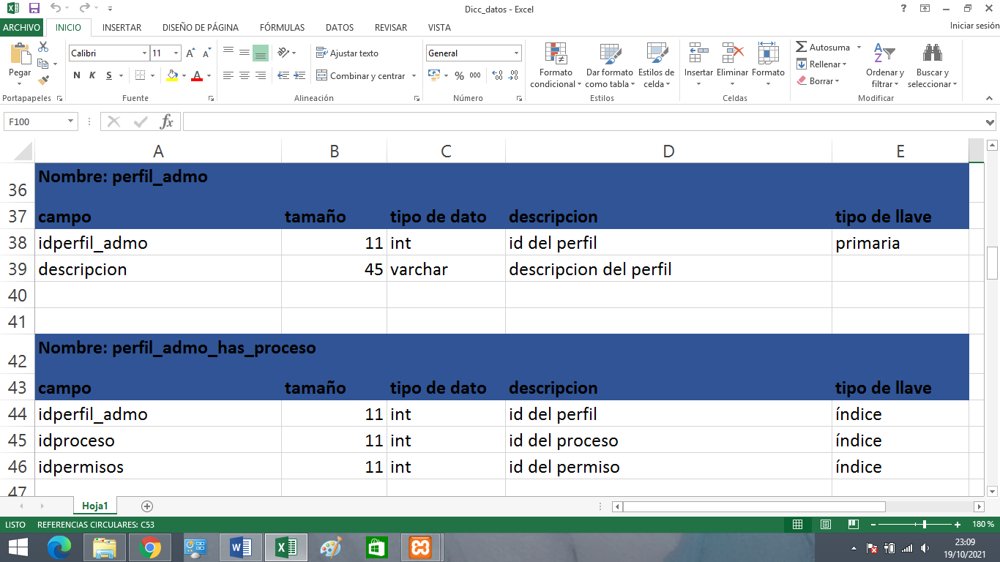 Dicc_datos - Excel
ARCHIVO INICIO INSERTAR DISEÑO DE PÁGINA FÓRMULAS DATOS REVISAR VISTA Iniciar sesión
Pegar
Portapapeles
Calibri 11
N K S
Fuente
Ajustar texto
Combinar y centrar
Alineación
General
% 000
Número
Formato condicional
Dar formato como tabla
Estilos de celda
Estilos
Insertar Eliminar Formato
Celdas
Autosuma
Rellenar
Borrar
Ordenar y filtrar
Buscar y seleccionar
Modificar
F100 fx
A B C D E
36 Nombre: perfil_admo
37 campo tamaño tipo de dato descripcion tipo de llave
38 idperfil_admo 11 int id del perfil primaria
39 descripcion 45 varchar descripcion del perfil
40
41
42 Nombre: perfil_admo_has_proceso
43 campo tamaño tipo de dato descripcion tipo de llave
44 idperfil_admo 11 int id del perfil índice
45 idproceso 11 int id del proceso índice
46 idpermisos 11 int id del permiso índice
47
Hoja1
LISTO REFERENCIAS CIRCULARES: C53 180 %
23:09
19/10/2021